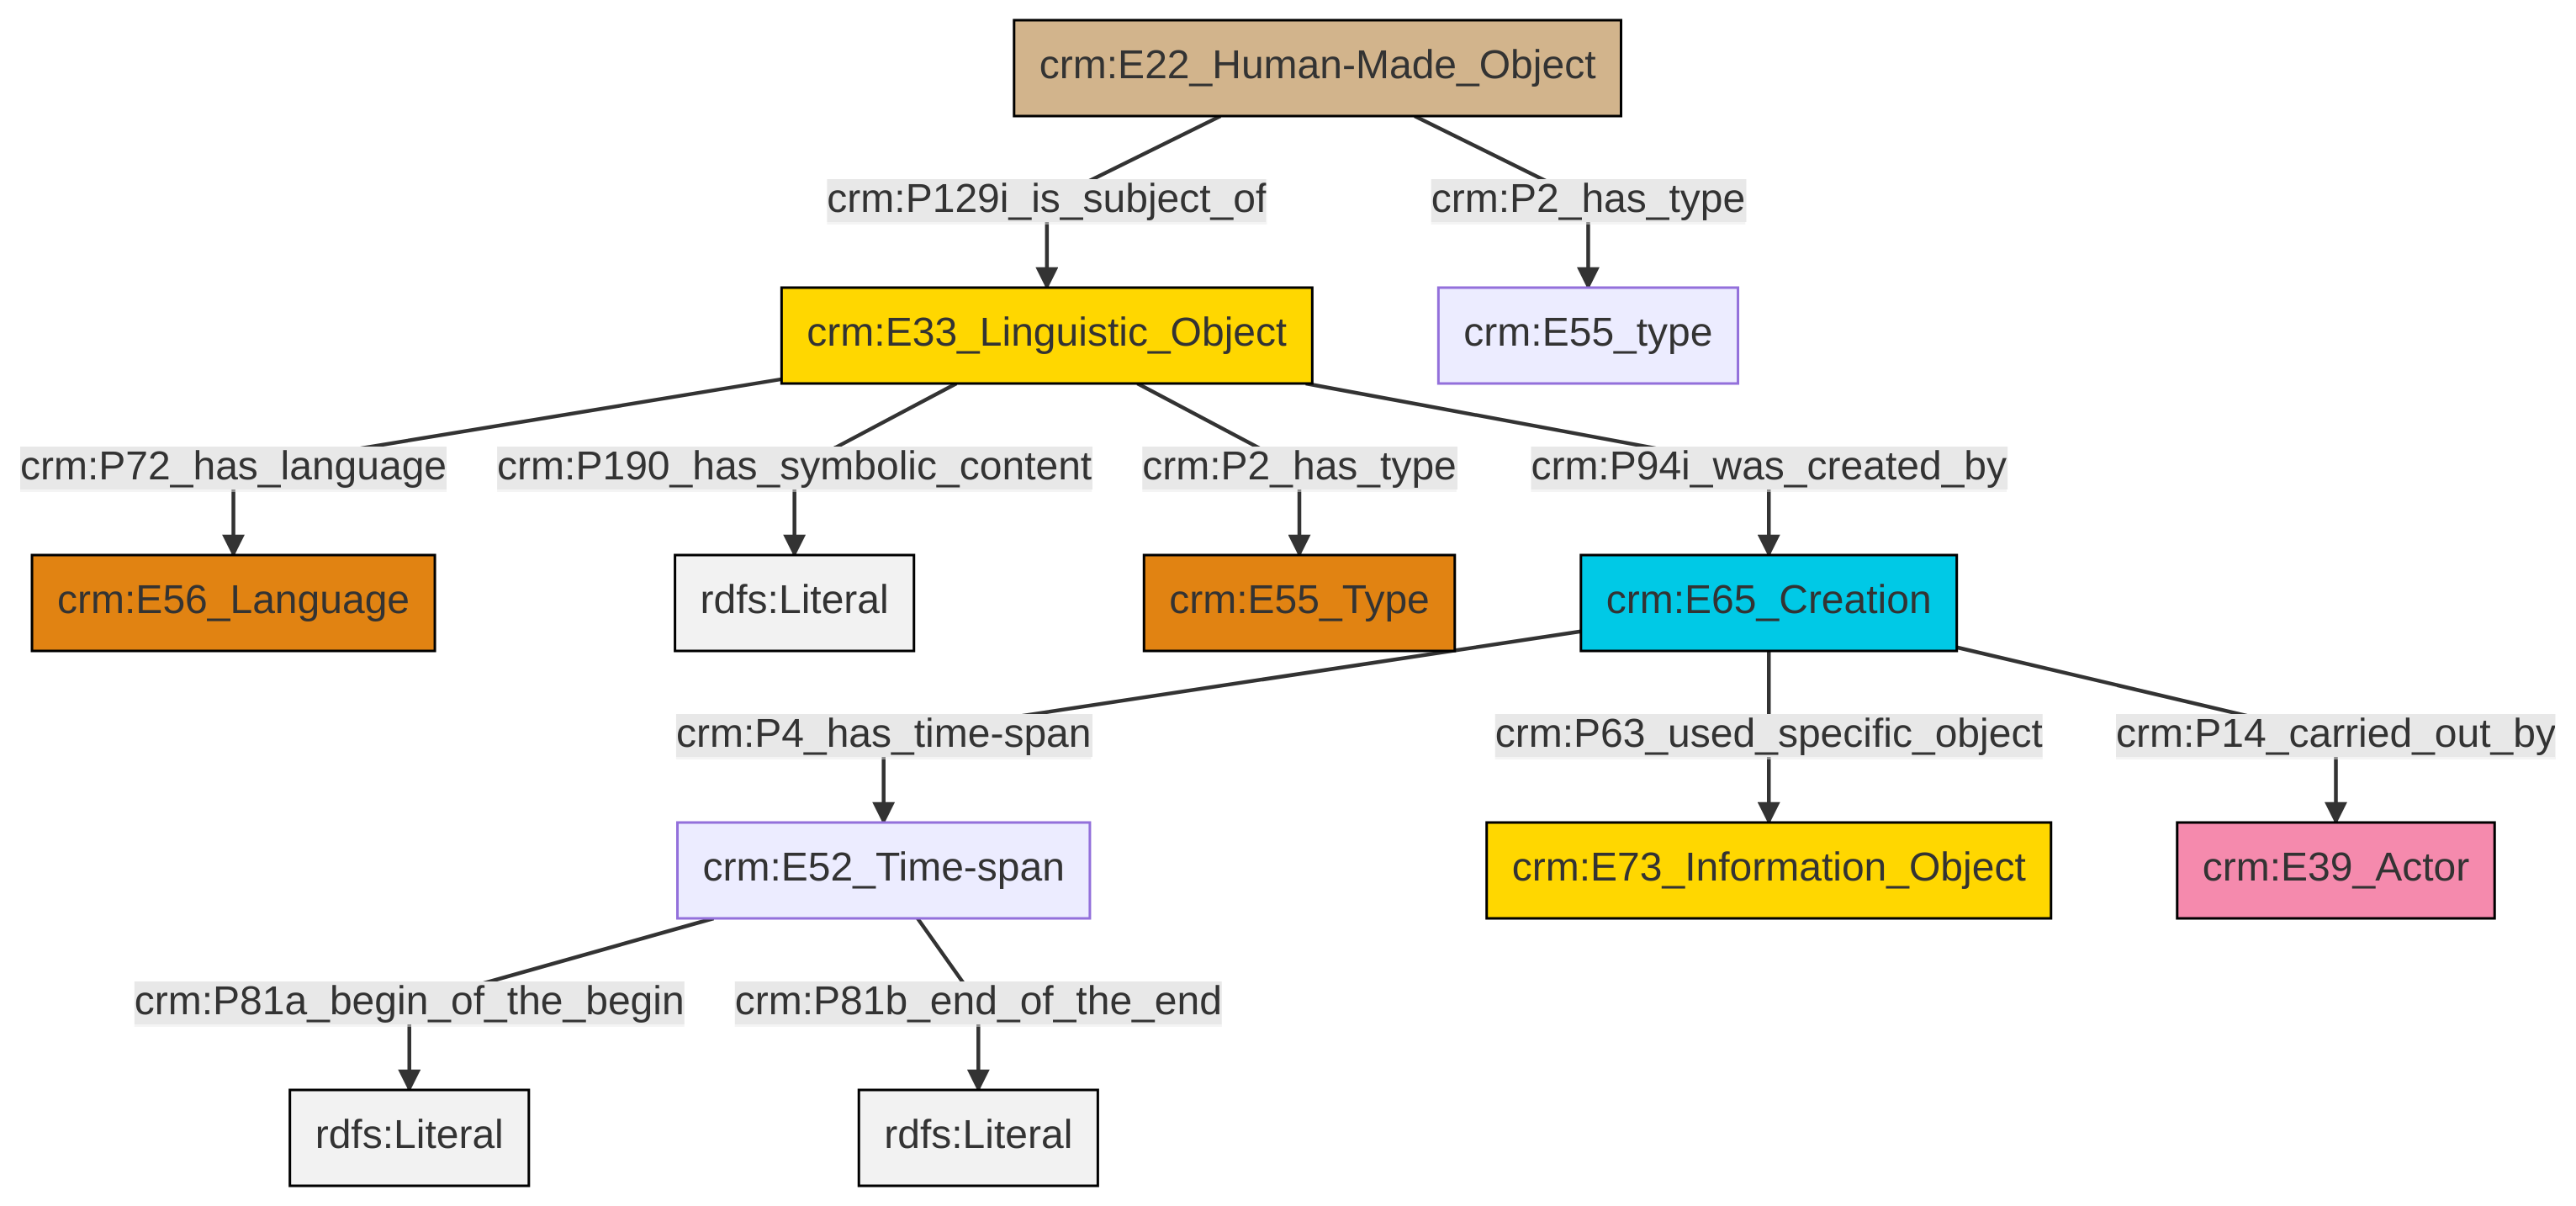 crm:E22_Human-Made_Object
crm:P129i_is_subject_of
crm:P2_has_type
crm:E33_Linguistic_Object
crm:E55_type
crm:P72_has_language
crm:P190_has_symbolic_content
crm:P2_has_type
crm:P94i_was_created_by
crm:E56_Language
rdfs:Literal
crm:E55_Type
crm:E65_Creation
crm:P4_has_time-span
crm:P63_used_specific_object
crm:P14_carried_out_by
crm:E52_Time-span
crm:E73_Information_Object
crm:E39_Actor
crm:P81a_begin_of_the_begin
crm:P81b_end_of_the_end
rdfs:Literal
rdfs:Literal